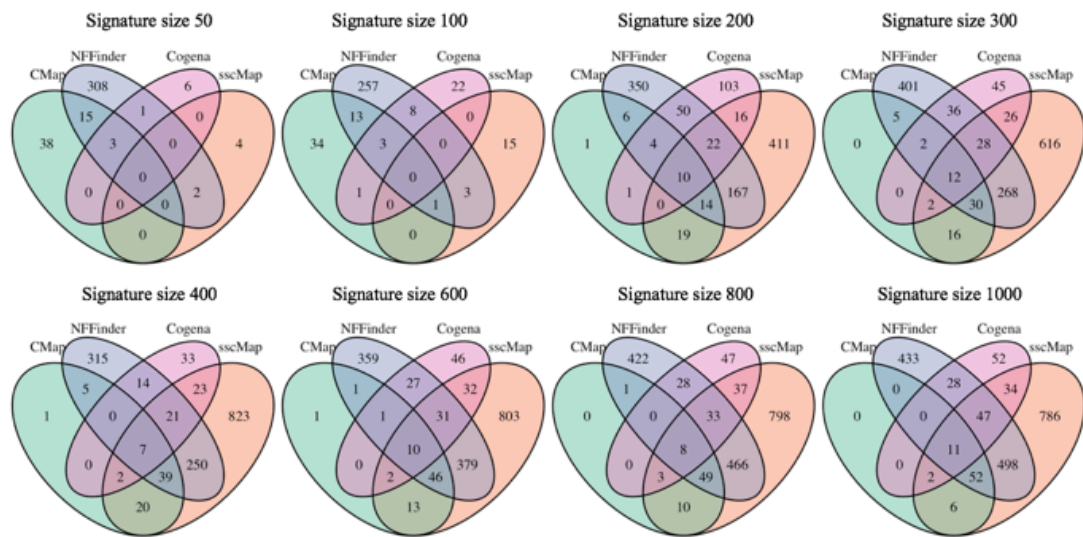 Signature size 50 Signature size 100 Signature size 200 Signature size 300
NFFinder Cogena NFFinder Cogena NFFinder Cogena NFFinder Cogena
CMap sscMap CMap sscMap CMap sscMap CMap sscMap
308 6 257 22 350 103 401 45
15 1 0 13 8 0 6 50 16 5 36 26
38 3 0 4 34 3 0 15 1 4 22 411 0 2 28 616
0 0 2 1 0 3 1 10 167 0 12 268
0 0 0 1 0 14 2 30
0 0 19 16
Signature size 400 Signature size 600 Signature size 800 Signature size 1000
NFFinder Cogena NFFinder Cogena NFFinder Cogena NFFinder Cogena
CMap sscMap CMap sscMap CMap sscMap CMap sscMap
315 33 359 46 422 47 433 52
5 14 23 1 27 32 1 28 37 0 28 34
1 0 21 823 1 1 31 803 0 0 33 798 0 0 47 786
0 7 250 0 10 379 0 8 466 0 11 498
2 39 2 46 3 49 2 52
20 13 10 6